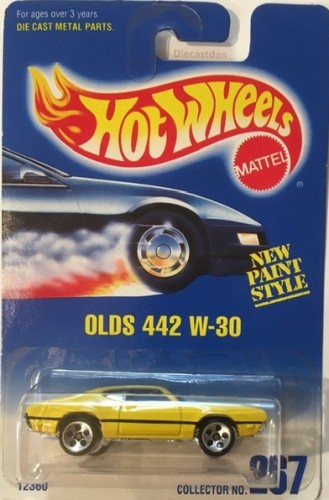 For ages over 3 years.
DIE CAST METAL PARTS.
Diecastdan
Hot Wheels
MATTEL
®
NEW
PAINT
STYLE
OLDS 442 W-30
12360
COLLECTOR NO. 267